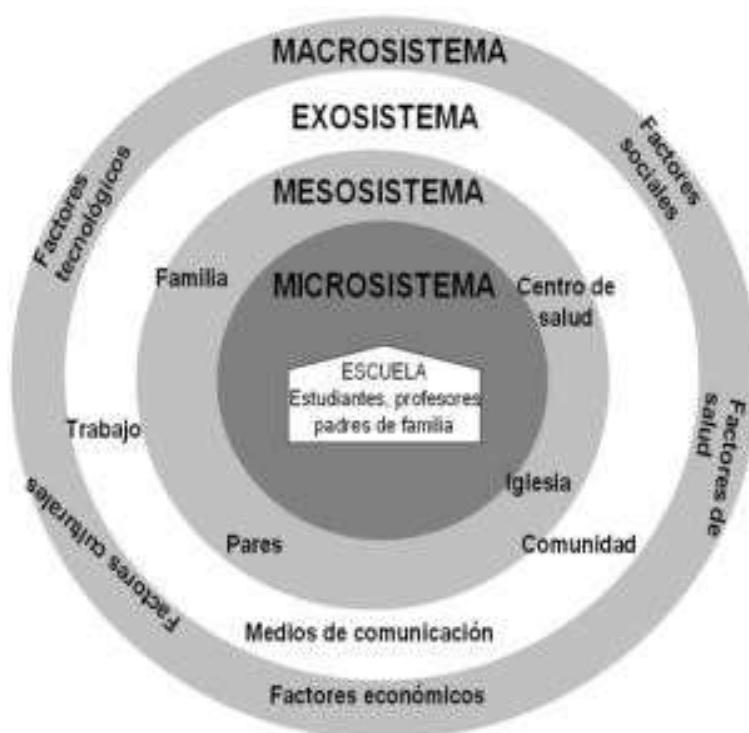 MACROSISTEMA
EXOSISTEMA
MESOSISTEMA
MICROSISTEMA
Factores
tecnológicos
Factores
sociales
Familia
Centro de
salud
ESCUELA
Estudiantes, profesores
padres de familia
Trabajo
Factores de
salud
Iglesia
Pares
Comunidad
Factores culturales
Medios de comunicación
Factores económicos